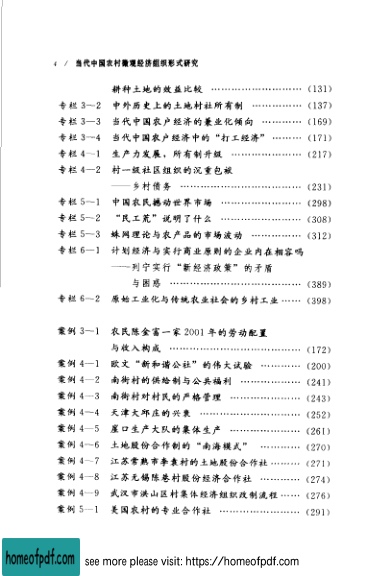 4 / 当代中国农村微观经济组织形式研究
耕种土地的效益比较 ………………………… (131)
专栏 3—2 中外历史上的土地村社所有制 …………… (137)
专栏 3—3 当代中国农户经济的兼业化倾向 ………… (169)
专栏 3—4 当代中国农户经济中的“打工经济” ……… (171)
专栏 4—1 生产力发展,所有制升级 ………………… (217)
专栏 4—2 村一级社区组织的沉重包袱
——乡村债务 ………………………… (231)
专栏 5—1 中国农民撼动世界市场 …………………… (298)
专栏 5—2 “民工荒”说明了什么 …………………… (308)
专栏 5—3 蛛网理论与农产品的市场波动 …………… (312)
专栏 6—1 计划经济与实行商业原则的企业内在相容吗
——列宁实行“新经济政策”的矛盾
与困惑 ……………………………… (389)
专栏 6—2 原始工业化与传统农业社会的乡村工业 …… (398)
案例 3—1 农民陈金富一家 2001 年的劳动配置
与收入构成 ………………………………… (172)
案例 4—1 欧文“新和谐公社”的伟大试验 ………… (200)
案例 4—2 南街村的供给制与公共福利 ……………… (241)
案例 4—3 南街村对村民的严格管理 ………………… (243)
案例 4—4 天津大邱庄的兴衰 ………………………… (252)
案例 4—5 崖口生产大队的集体生产 ………………… (261)
案例 4—6 土地股份合作制的“南海模式” ………… (270)
案例 4—7 江苏常熟市李袁村的土地股份合作社 ……… (271)
案例 4—8 江苏无锡陈巷村股份经济合作社 ………… (274)
案例 4—9 武汉市洪山区村集体经济组织改制流程 …… (276)
案例 5—1 美国农村的专业合作社 …………………… (291)
homeofpdf.com
see more please visit: https://homeofpdf.com